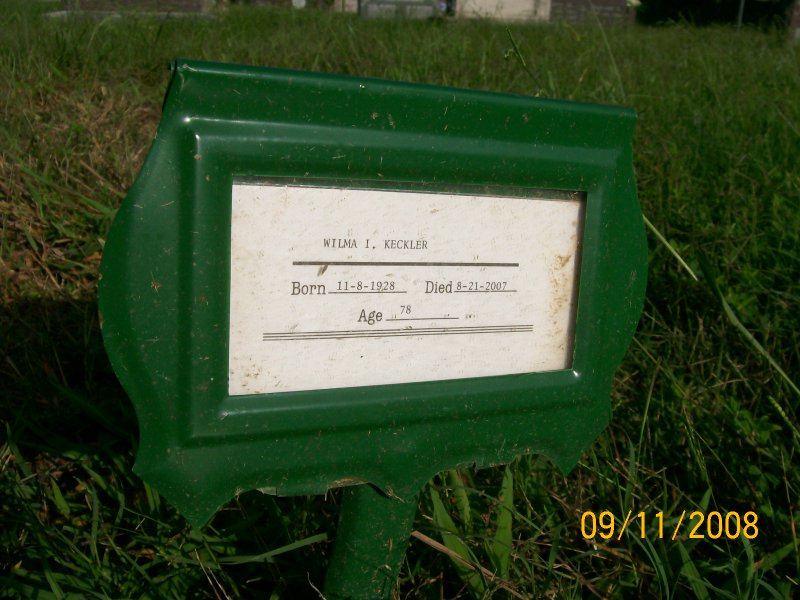 WILMA I. KECKLER
Born 11-8-1928 Died 8-21-2007
Age 78
09/11/2008